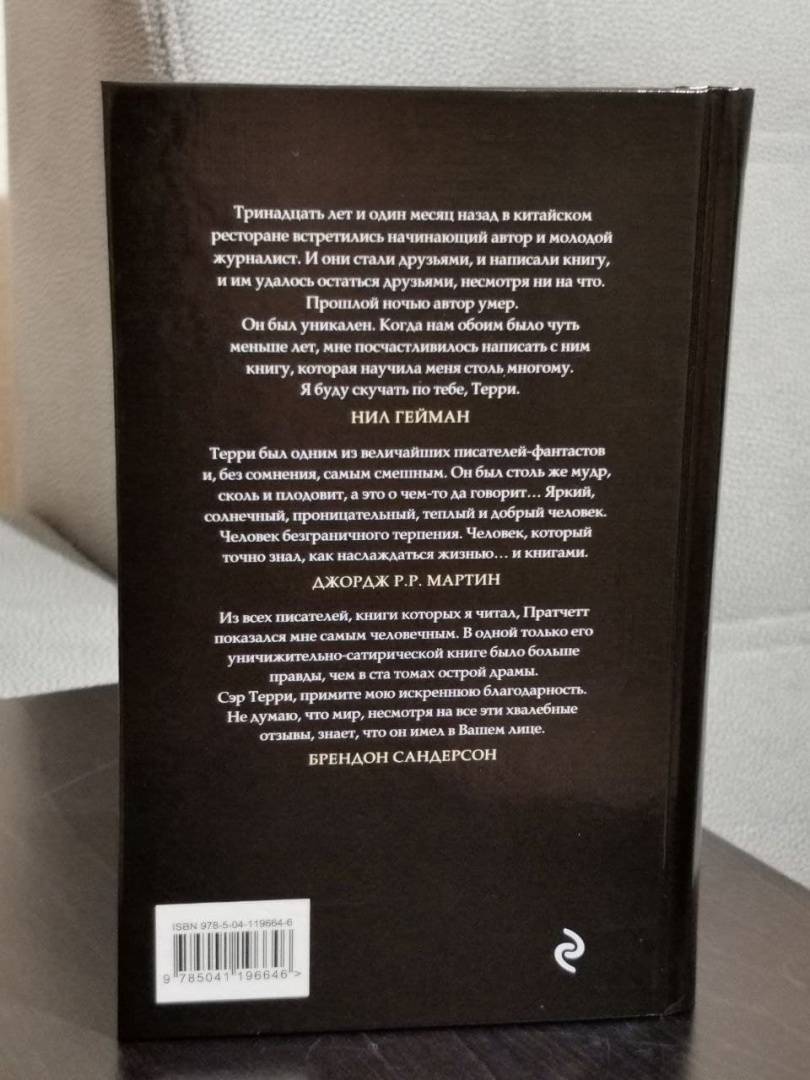 Тринадцать лет и один месяц назад в китайском
ресторане встретились начинающий автор и молодой
журналист. И они стали друзьями, и написали книгу,
и им удалось остаться друзьями, несмотря ни на что.
Прошлой ночью автор умер.
Он был уникален. Когда нам обоим было чуть
меньше лет, мне посчастливилось написать с ним
книгу, которая научила меня столь многому.
Я буду скучать по тебе, Терри.
НИЛ ГЕЙМАН
Терри был одним из величайших писателей-фантастов
и, без сомнения, самым смешным. Он был столь же мудр,
сколь и плодовит, а это о чем-то да говорит... Яркий,
солнечный, проницательный, теплый и добрый человек.
Человек безграничного терпения. Человек, который
точно знал, как наслаждаться жизнью... и книгами.
ДЖОРДЖ Р.Р. МАРТИН
Из всех писателей, книги которых я читал, Пратчетт
показался мне самым человечным. В одной только его
уничижительно-сатирической книге было больше
правды, чем в ста томах острой драмы.
Сэр Терри, примите мою искреннюю благодарность.
Не думаю, что мир, несмотря на все эти хвалебные
отзывы, знает, что он имел в Вашем лице.
БРЕНДОН САНДЕРСОН
ISBN 978-5-04-119664-6
9 785041 196646 >